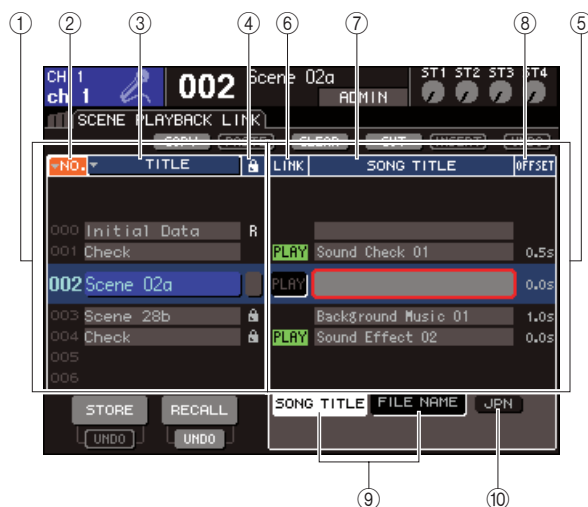 ① ② ③ ④ ⑥ ⑦ ⑧ ⑤
CH 1
ch 1
002
Scene 02a
ADMIN
ST1 ST2 ST3 ST4
SCENE PLAYBACK LINK
COPY PASTE CLEAR CUT INSERT UNDO
NO. TITLE LINK SONG TITLE OFFSET
000 Initial Data R
001 Check PLAY Sound Check 01 0.5s
002 Scene 02a PLAY 0.0s
003 Scene 28b Background Music 01 1.0s
004 Check PLAY Sound Effect 02 0.0s
005
006
STORE RECALL SONG TITLE FILE NAME JPN
UNDO UNDO
⑨ ⑩